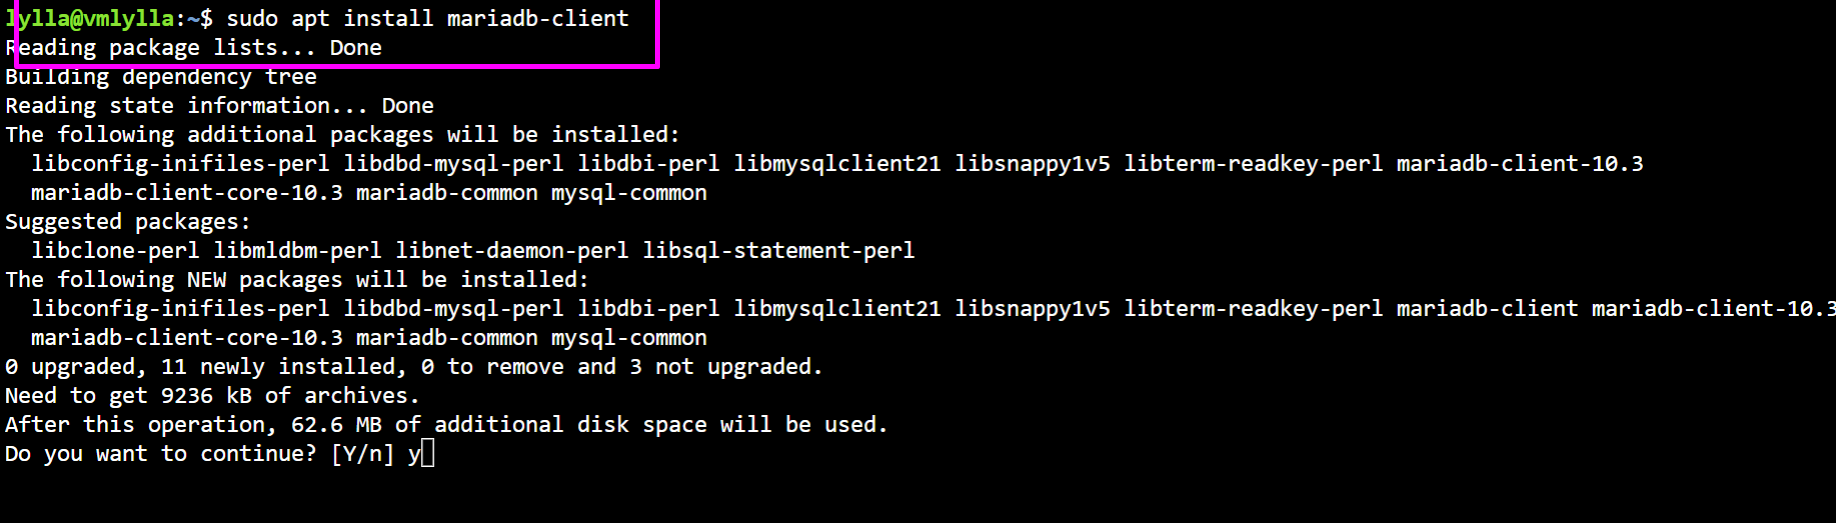 lylla@vmlylla:~$ sudo apt install mariadb-client
Reading package lists... Done
Building dependency tree
Reading state information... Done
The following additional packages will be installed:
  libconfig-inifiles-perl libdbd-mysql-perl libdbi-perl libmysqlclient21 libsnappy1v5 libterm-readkey-perl mariadb-client-10.3
  mariadb-client-core-10.3 mariadb-common mysql-common
Suggested packages:
  libclone-perl libmldbm-perl libnet-daemon-perl libsql-statement-perl
The following NEW packages will be installed:
  libconfig-inifiles-perl libdbd-mysql-perl libdbi-perl libmysqlclient21 libsnappy1v5 libterm-readkey-perl mariadb-client mariadb-client-10.3
  mariadb-client-core-10.3 mariadb-common mysql-common
0 upgraded, 11 newly installed, 0 to remove and 3 not upgraded.
Need to get 9236 kB of archives.
After this operation, 62.6 MB of additional disk space will be used.
Do you want to continue? [Y/n] y